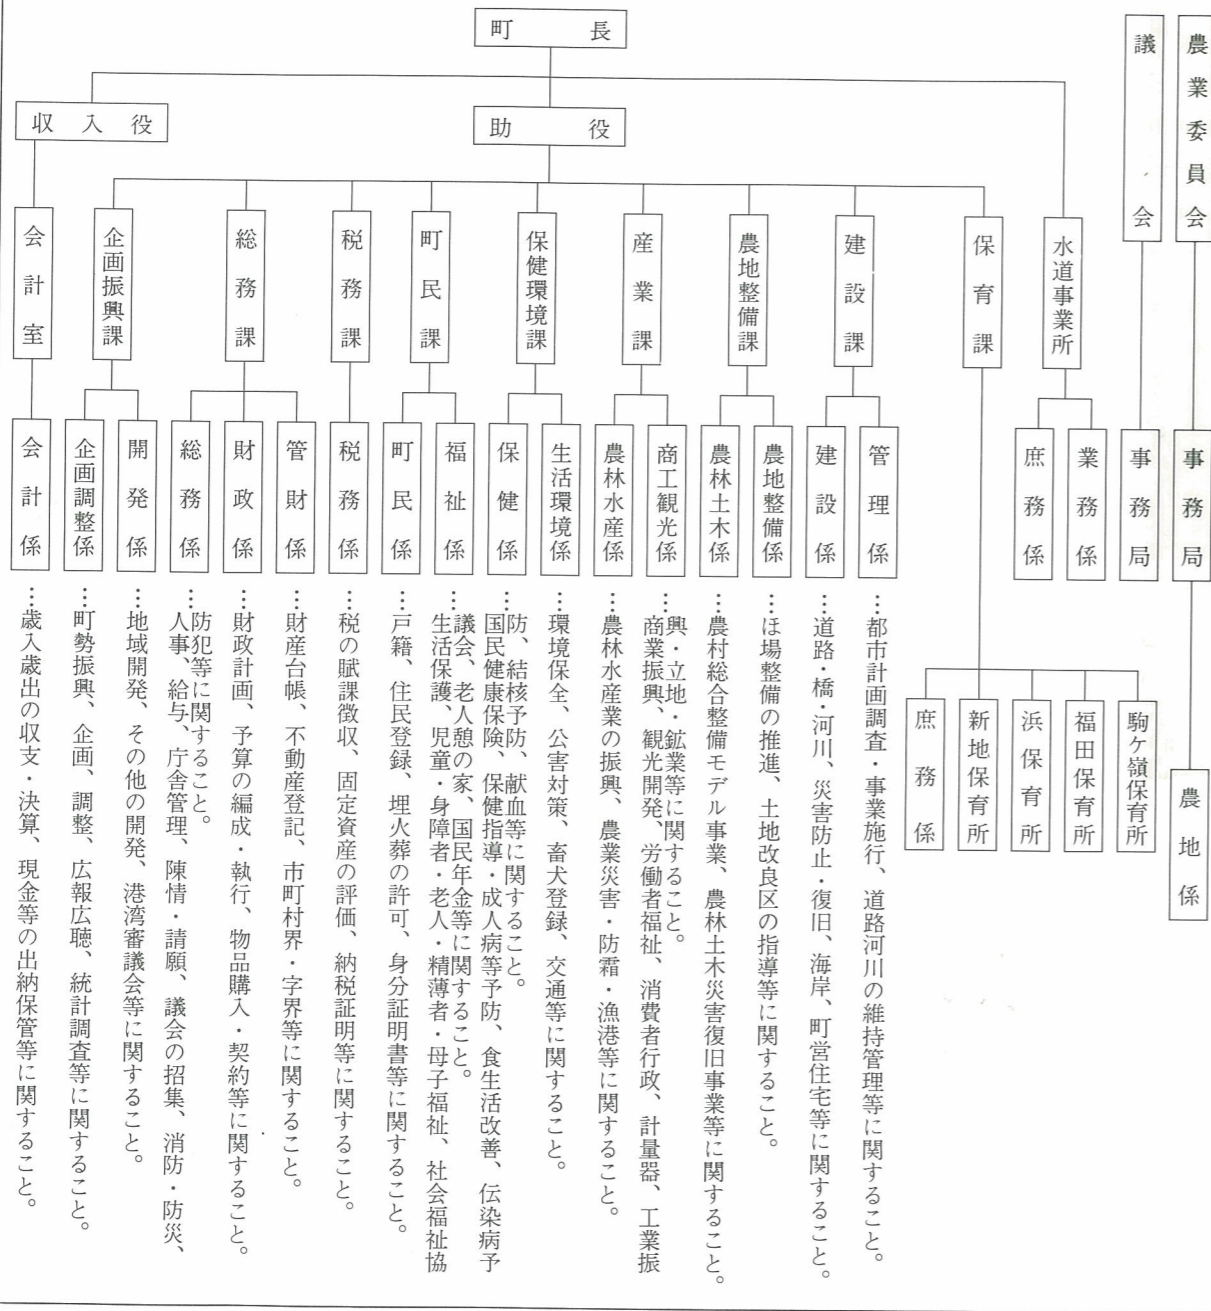 農業委員会
議会
町長
助役
収入役
水道事業所
保育課
建設課
農地整備課
産業課
保健環境課
町民課
税務課
総務課
企画振興課
会計室
事務局
事務局
業務係
庶務係
管理係
建設係
農地整備係
農林土木係
商工観光係
農林水産係
生活環境係
保健係
福祉係
町民係
税務係
管財係
財政係
総務係
開発係
企画調整係
会計係
農地係
駒ケ嶺保育所
福田保育所
浜保育所
新地保育所
庶務係
…都市計画調査・事業施行、道路河川の維持管理等に関すること。
…道路・橋・河川、災害防止・復旧、海岸、町営住宅等に関すること。
…ほ場整備の推進、土地改良区の指導等に関すること。
…農村総合整備モデル事業、農林土木災害復旧事業等に関すること。
…商業振興、観光開発、労働者福祉、消費者行政、計量器、工業振
興・立地・鉱業等に関すること。
…農林水産業の振興、農業災害・防霜・漁港等に関すること。
…環境保全、公害対策、畜犬登録、交通等に関すること。
…国民健康保険、保健指導・成人病等予防、食生活改善、伝染病予
防、結核予防、献血等に関すること。
…生活保護、児童・身障者・老人・精薄者・母子福祉、社会福祉協
議会、老人憩の家、国民年金等に関すること。
…戸籍、住民登録、埋火葬の許可、身分証明書等に関すること。
…税の賦課徴収、固定資産の評価、納税証明等に関すること。
…財産台帳、不動産登記、市町村界・字界等に関すること。
…財政計画、予算の編成・執行、物品購入・契約等に関すること。
…人事、給与、庁舎管理、陳情・請願、議会の招集、消防・防災、
防犯等に関すること。
…地域開発、その他の開発、港湾審議会等に関すること。
…町勢振興、企画、調整、広報広聴、統計調査等に関すること。
…歳入歳出の収支・決算、現金等の出納保管等に関すること。